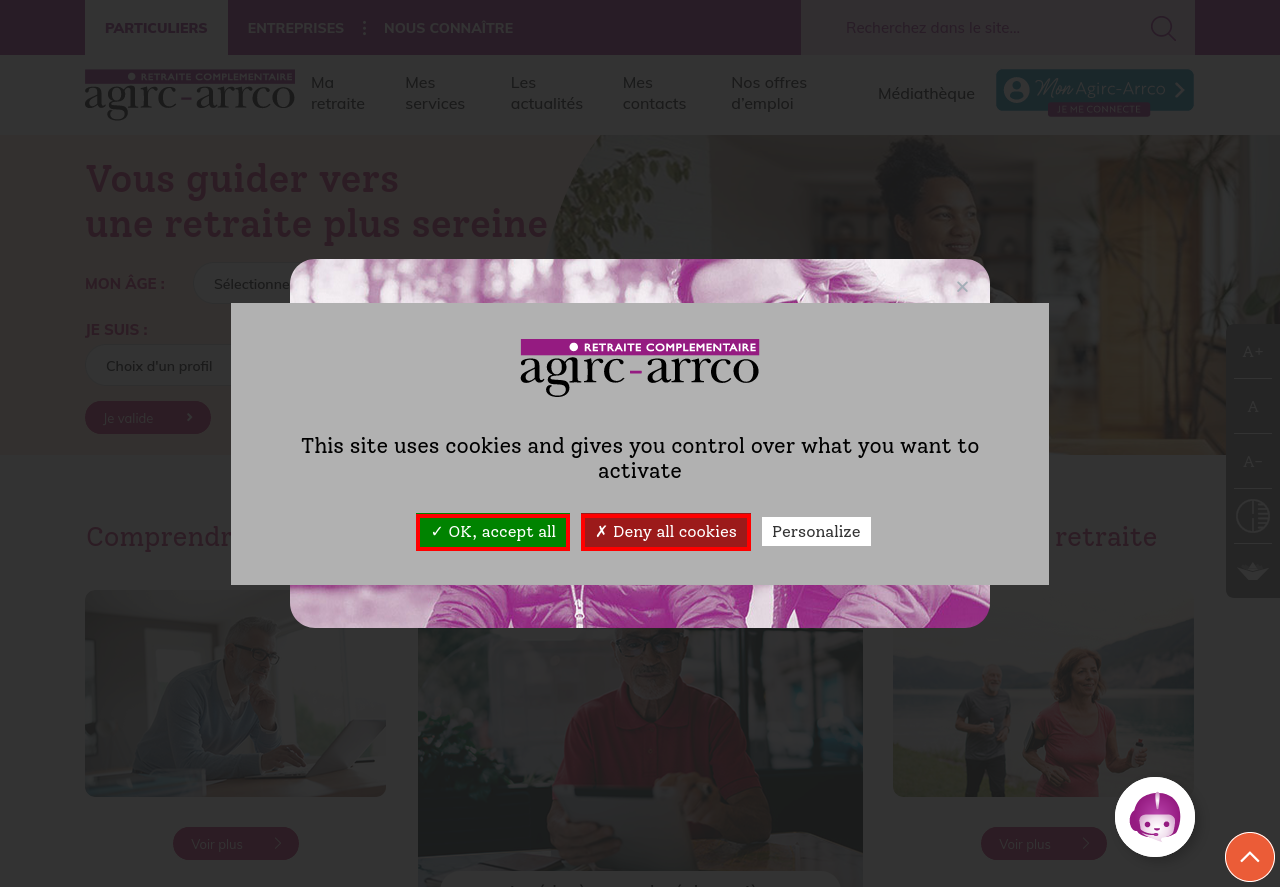 PARTICULIERS
ENTREPRISES
NOUS CONNAÎTRE
Recherchez dans le site...
RETRAITE COMPLEMENTAIRE
agirc-arrco
Ma
retraite
Mes
services
Les
actualités
Mes
contacts
Nos offres
d'emploi
Médiathèque
Mon Agirc-Arrco
JE ME CONNECTE
Vous guider vers
une retraite plus sereine
MON ÂGE :
Sélectionne
JE SUIS :
Choix d'un profil
Je valide
A+
A
A-
RETRAITE COMPLEMENTAIRE
agirc-arrco
This site uses cookies and gives you control over what you want to
activate
✓ OK, accept all
✗ Deny all cookies
Personalize
Comprendr
retraite
Voir plus
Voir plus